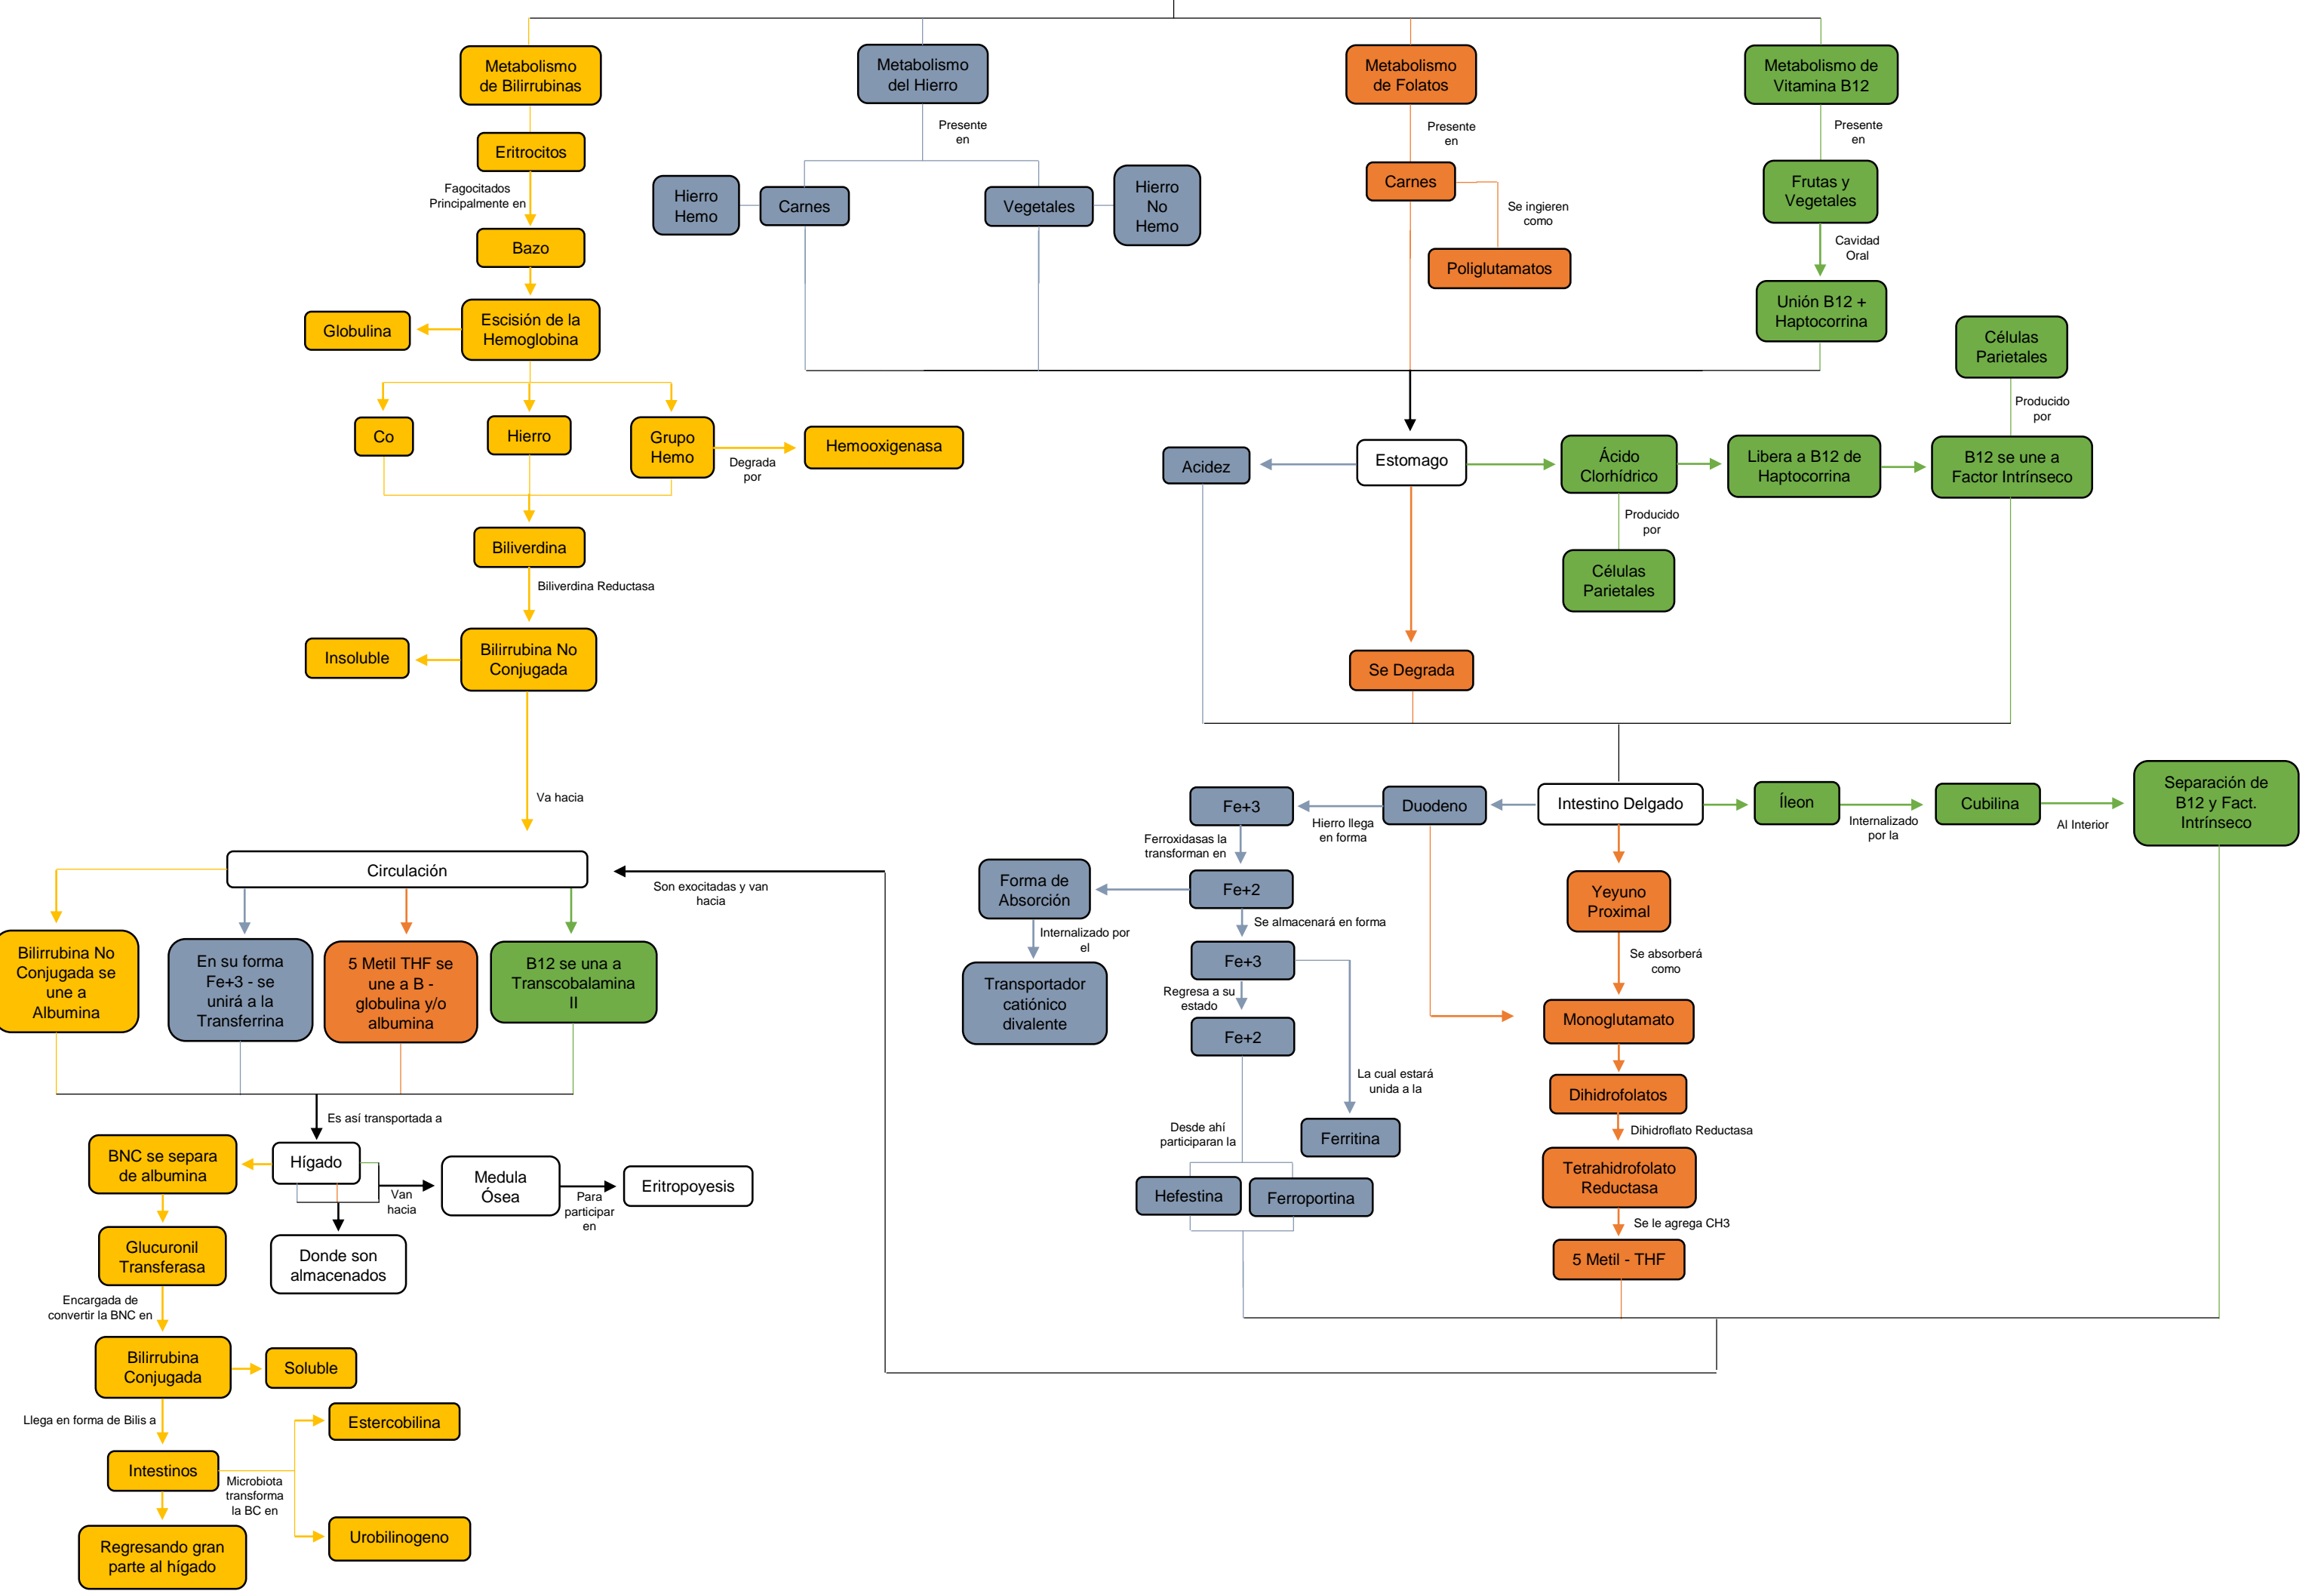 Metabolismo
de Bilirrubinas
Metabolismo
del Hierro
Metabolismo
de Folatos
Metabolismo de
Vitamina B12
Eritrocitos
Fagocitados
Principalmente en
Bazo
Escisión de la
Hemoglobina
Globulina
Co
Hierro
Grupo
Hemo
Degrada
por
Hemooxigenasa
Biliverdina
Biliverdina Reductasa
Bilirrubina No
Conjugada
Insoluble
Va hacia
Presente
en
Hierro
Hemo
Carnes
Vegetales
Hierro
No
Hemo
Presente
en
Carnes
Se ingieren
como
Poliglutamatos
Presente
en
Frutas y
Vegetales
Cavidad
Oral
Unión B12 +
Haptocorrina
Células
Parietales
Producido
por
Acidez
Estomago
Ácido
Clorhídrico
Libera a B12 de
Haptocorrina
B12 se une a
Factor Intrínseco
Producido
por
Células
Parietales
Se Degrada
Fe+3
Hierro llega
en forma
Duodeno
Intestino Delgado
Íleon
Internalizado
por la
Cubilina
Al Interior
Separación de
B12 y Fact.
Intrínseco
Ferroxidasas la
transforman en
Forma de
Absorción
Fe+2
Internalizado por
el
Transportador
catiónico
divalente
Se almacenará en forma
Fe+3
Regresa a su
estado
Fe+2
La cual estará
unida a la
Ferritina
Desde ahí
participaran la
Hefestina
Ferroportina
Yeyuno
Proximal
Se absorberá
como
Monoglutamato
Dihidrofolatos
Dihidroflato Reductasa
Tetrahidrofolato
Reductasa
Se le agrega CH3
5 Metil - THF
Circulación
Son exocitadas y van
hacia
Bilirrubina No
Conjugada se
une a
Albumina
En su forma
Fe+3 - se
unirá a la
Transferrina
5 Metil THF se
une a B -
globulina y/o
albumina
B12 se una a
Transcobalamina
II
Es así transportada a
BNC se separa
de albumina
Hígado
Van
hacia
Medula
Ósea
Para
participar
en
Eritropoyesis
Donde son
almacenados
Glucuronil
Transferasa
Encargada de
convertir la BNC en
Bilirrubina
Conjugada
Soluble
Llega en forma de Bilis a
Intestinos
Microbiota
transforma
la BC en
Estercobilina
Urobilinogeno
Regresando gran
parte al hígado